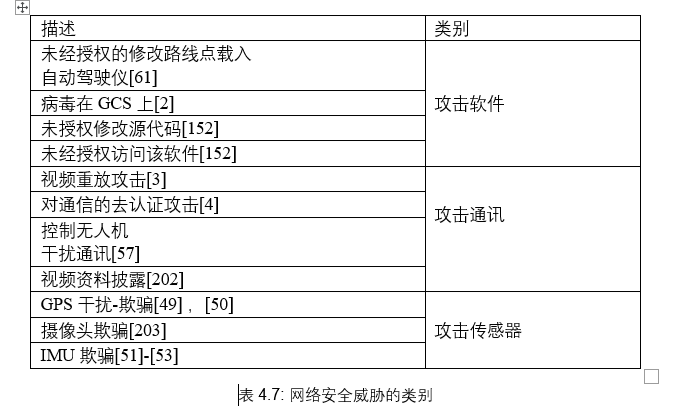 描述
类别
未经授权的修改路线点载入
自动驾驶仪[61]
病毒在 GCS 上[2]
未授权修改源代码[152]
未经授权访问该软件[152]
攻击软件
视频重放攻击[3]
对通信的去认证攻击[4]
控制无人机
干扰通讯[57]
视频资料披露[202]
攻击通讯
GPS 干扰-欺骗[49]，[50]
摄像头欺骗[203]
IMU 欺骗[51]-[53]
攻击传感器
表 4.7: 网络安全威胁的类别